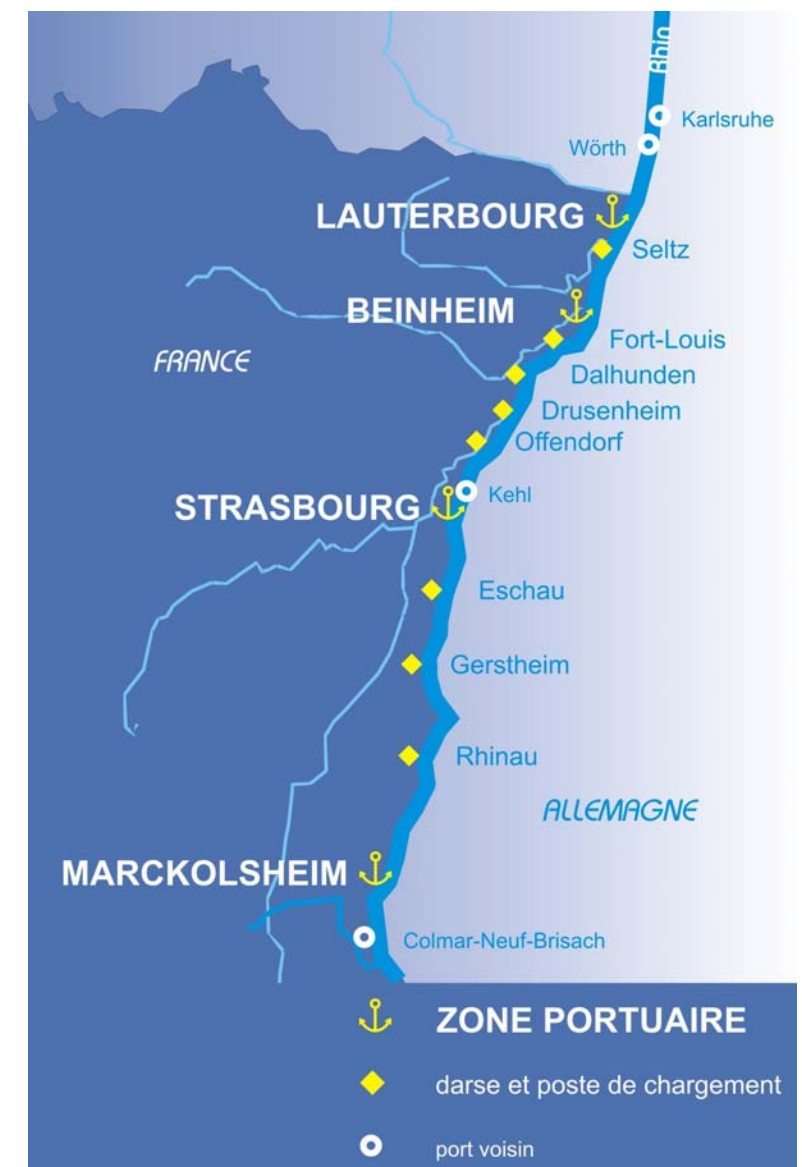 Rhin
Karlsruhe
Wörth
LAUTERBOURG
Seltz
BEINHEIM
Fort-Louis
FRANCE
Dalhunden
Drusenheim
Offendorf
STRASBOURG
Kehl
Eschau
Gerstheim
Rhinau
ALLEMAGNE
MARCKOLSHEIM
Colmar-Neuf-Brisach
ZONE PORTUAIRE
darse et poste de chargement
port voisin